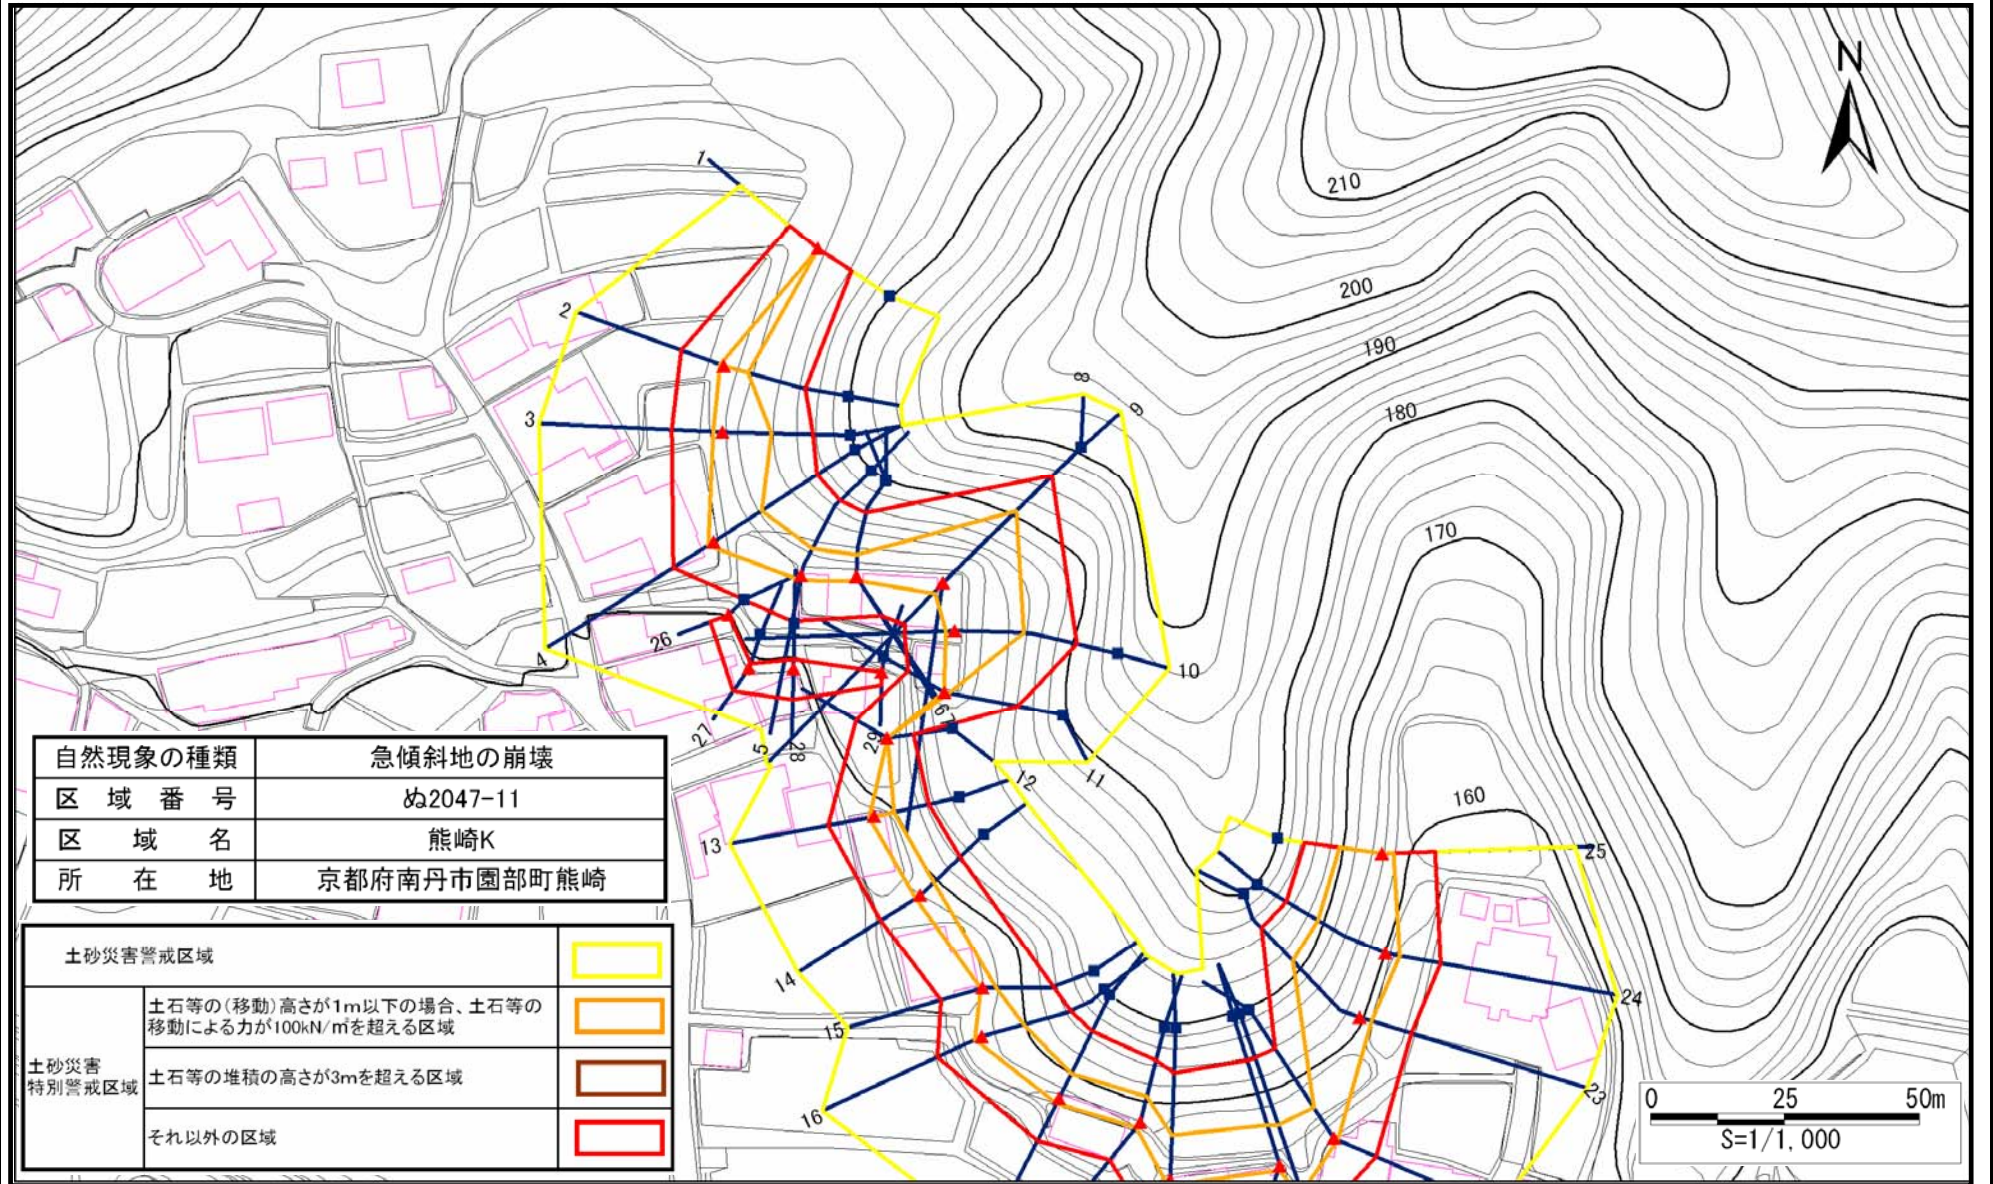 N
1
210
2
200
190
8
9
3
180
170
26
4
10
27
5
28
29
6
7
12
11
自然現象の種類 急傾斜地の崩壊
区域番号 ぬ2047-11
区域名 熊崎K
所在地 京都府南丹市園部町熊崎
160
13
25
土砂災害警戒区域
14
24
土砂災害
特別警戒区域
土石等の(移動)高さが1m以下の場合、土石等の
移動による力が100kN/㎡を超える区域
15
土石等の堆積の高さが3mを超える区域
23
16
それ以外の区域
0 25 50m
S=1/1,000